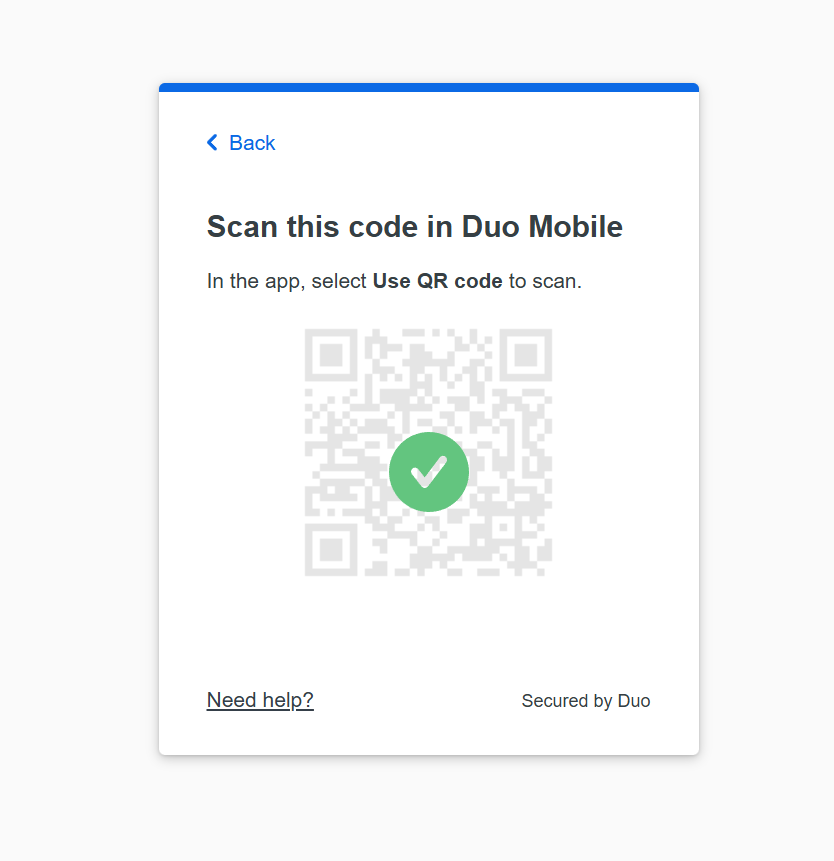 Back
Scan this code in Duo Mobile
In the app, select Use QR code to scan.
Need help?
Secured by Duo